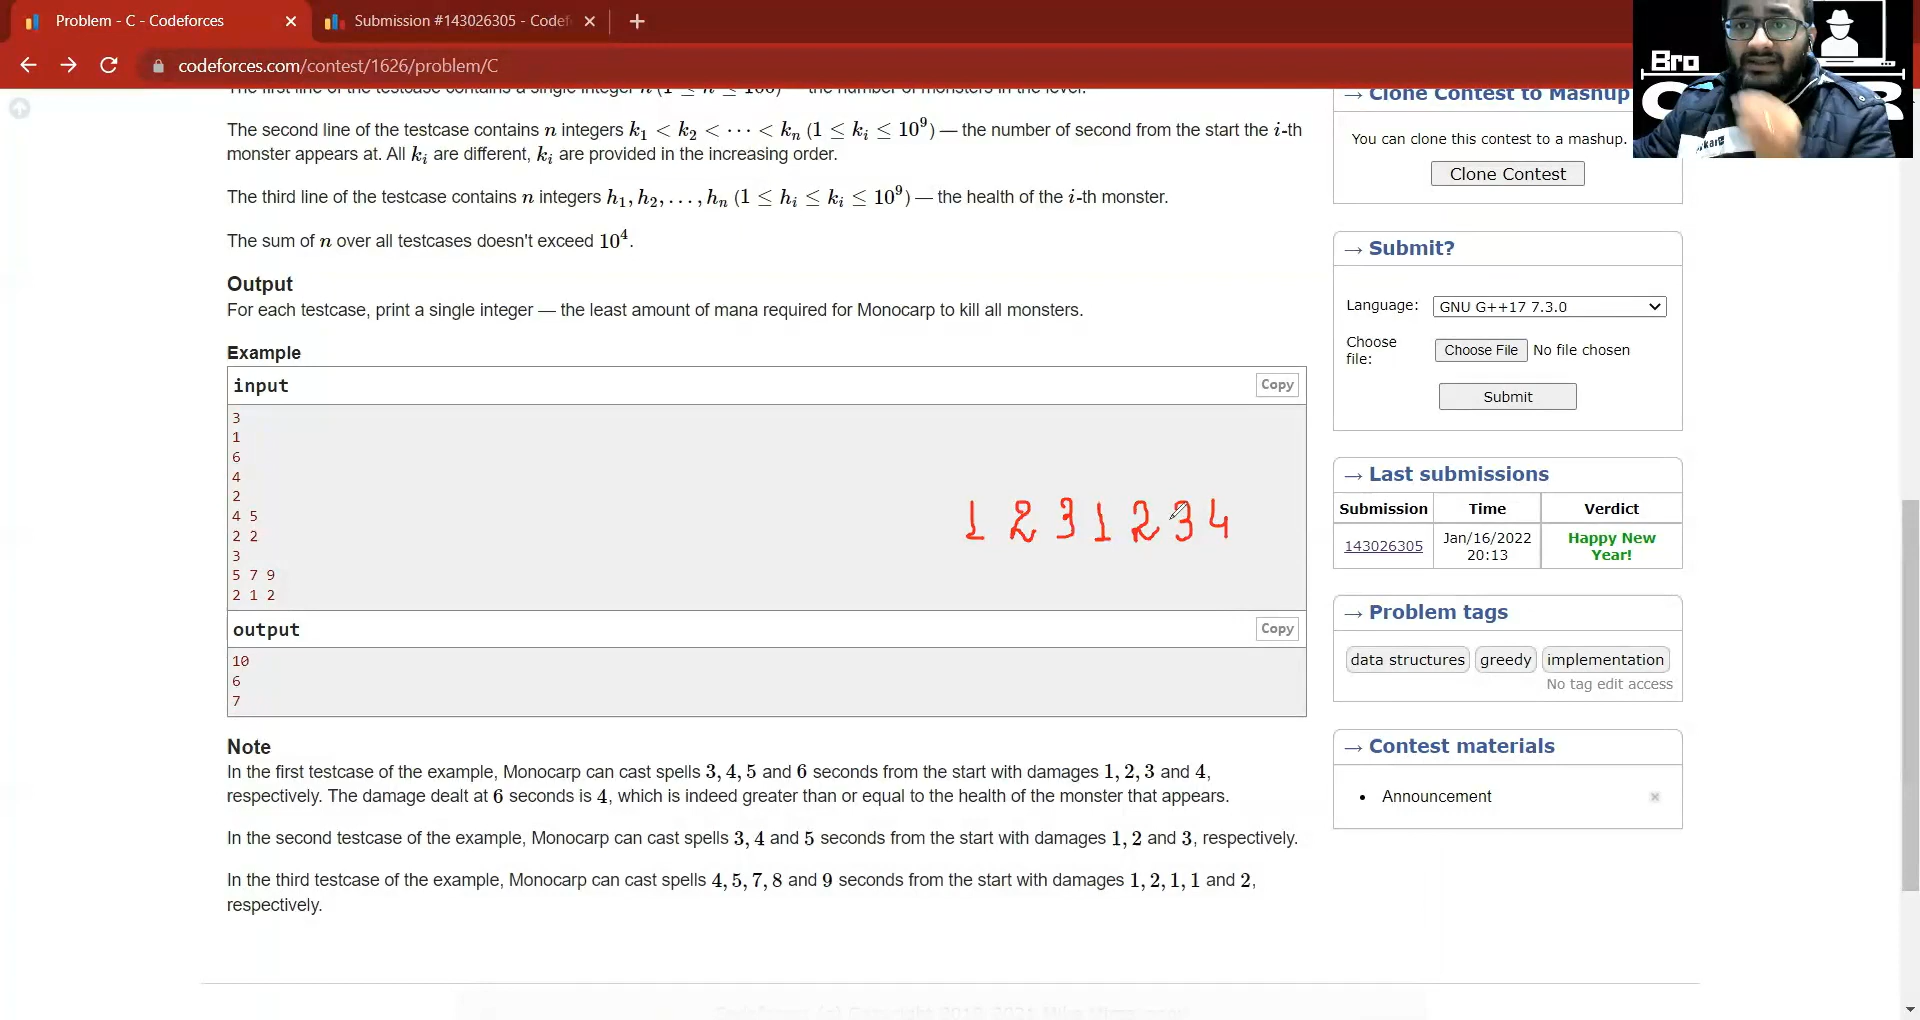 Problem - C - Codeforces
Submission #143026305 - Codef
codeforces.com/contest/1626/problem/C
The second line of the testcase contains n integers k₁ < k₂ < ⋯ < kₙ (1 ≤ kᵢ ≤ 10⁹) — the number of second from the start the i-th
monster appears at. All kᵢ are different, kᵢ are provided in the increasing order.
The third line of the testcase contains n integers h₁, h₂, …, hₙ (1 ≤ hᵢ ≤ kᵢ ≤ 10⁹) — the health of the i-th monster.
The sum of n over all testcases doesn't exceed 10⁴.
Output
For each testcase, print a single integer — the least amount of mana required for Monocarp to kill all monsters.
Example
input
Copy
3
1
6
4
2
4 5
2 2
3
5 7 9
2 1 2
1 2 3 1 2 3 4
output
Copy
10
6
7
Note
In the first testcase of the example, Monocarp can cast spells 3, 4, 5 and 6 seconds from the start with damages 1, 2, 3 and 4,
respectively. The damage dealt at 6 seconds is 4, which is indeed greater than or equal to the health of the monster that appears.
In the second testcase of the example, Monocarp can cast spells 3, 4 and 5 seconds from the start with damages 1, 2 and 3, respectively.
In the third testcase of the example, Monocarp can cast spells 4, 5, 7, 8 and 9 seconds from the start with damages 1, 2, 1, 1 and 2,
respectively.
→ Clone Contest to Mashup
You can clone this contest to a mashup.
Clone Contest
→ Submit?
Language: GNU G++17 7.3.0
Choose
file:
Choose File No file chosen
Submit
→ Last submissions
Submission Time Verdict
143026305 Jan/16/2022 20:13 Happy New Year!
→ Problem tags
data structures greedy implementation
No tag edit access
→ Contest materials
Announcement
Bro